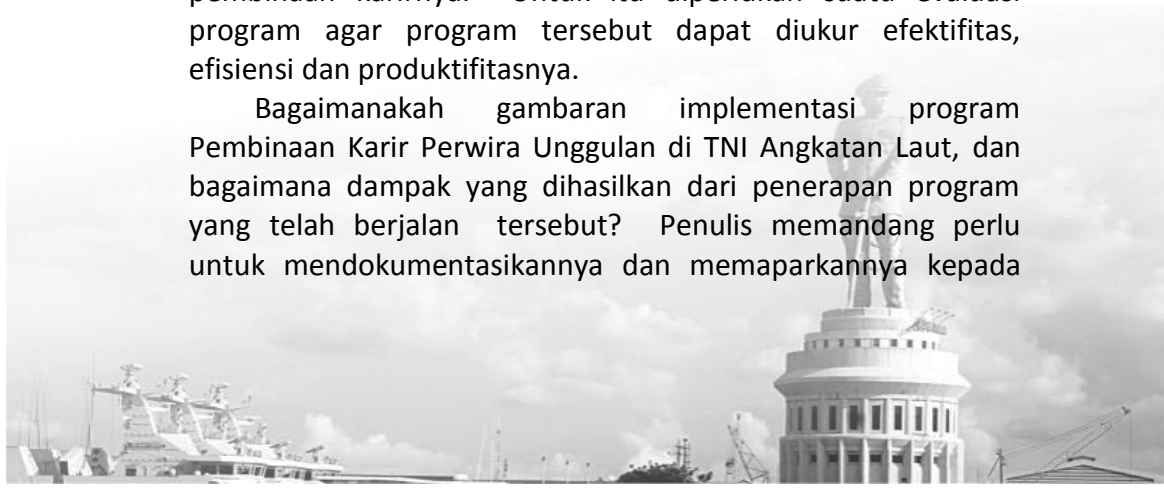 program agar program tersebut dapat diukur efektifitas,
efisiensi dan produktifitasnya.
Bagaimanakah gambaran implementasi program
Pembinaan Karir Perwira Unggulan di TNI Angkatan Laut, dan
bagaimana dampak yang dihasilkan dari penerapan program
yang telah berjalan tersebut? Penulis memandang perlu
untuk mendokumentasikannya dan memaparkannya kepada